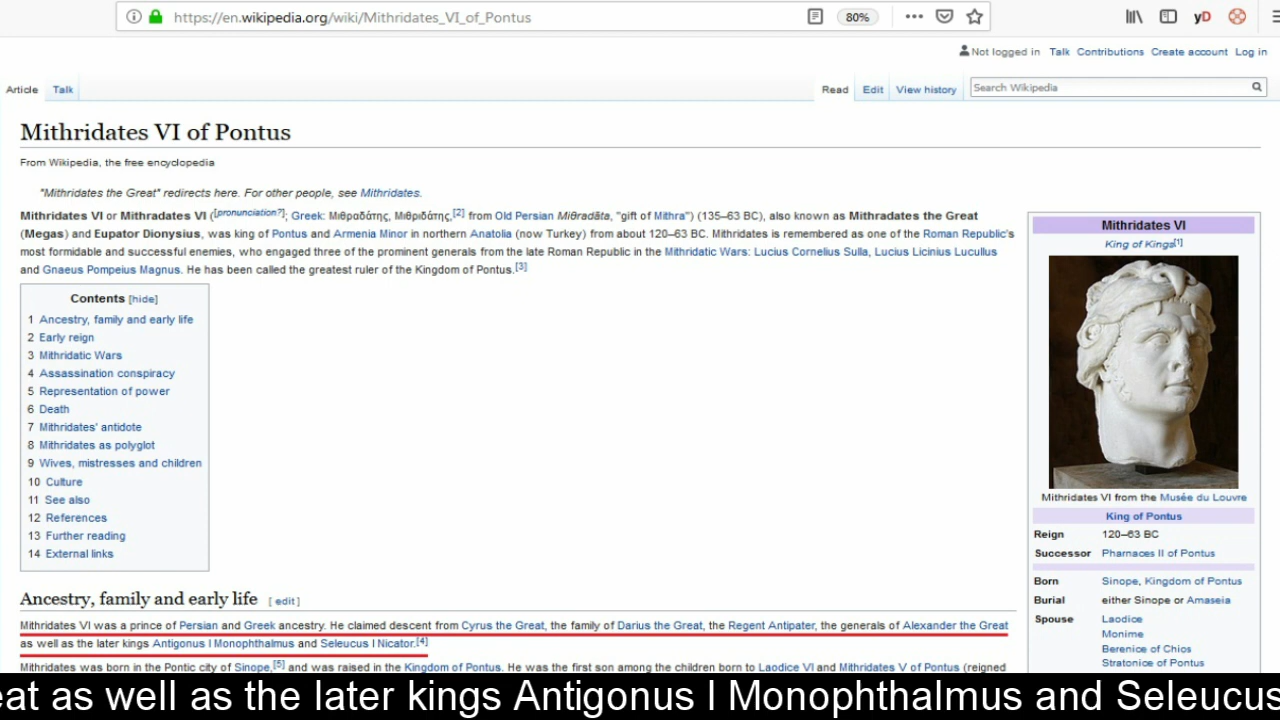 https://en.wikipedia.org/wiki/Mithridates_VI_of_Pontus
80%
yD
Not logged in Talk Contributions Create account Log in
Article Talk
Read Edit View history
Search Wikipedia
Mithridates VI of Pontus
From Wikipedia, the free encyclopedia
"Mithridates the Great" redirects here. For other people, see Mithridates.
Mithridates VI or Mithradates VI ([pronunciation?]; Greek: Μιθραδάτης, Μιθριδάτης,[2] from Old Persian Miθradāta, "gift of Mithra") (135–63 BC), also known as Mithradates the Great
(Megas) and Eupator Dionysius, was king of Pontus and Armenia Minor in northern Anatolia (now Turkey) from about 120–63 BC. Mithridates is remembered as one of the Roman Republic's
most formidable and successful enemies, who engaged three of the prominent generals from the late Roman Republic in the Mithridatic Wars: Lucius Cornelius Sulla, Lucius Licinius Lucullus
and Gnaeus Pompeius Magnus. He has been called the greatest ruler of the Kingdom of Pontus.[3]
Contents [hide]
1 Ancestry, family and early life
2 Early reign
3 Mithridatic Wars
4 Assassination conspiracy
5 Representation of power
6 Death
7 Mithridates' antidote
8 Mithridates as polyglot
9 Wives, mistresses and children
10 Culture
11 See also
12 References
13 Further reading
14 External links
Mithridates VI
King of Kings[1]
Mithridates VI from the Musée du Louvre
King of Pontus
Reign 120–63 BC
Successor Pharnaces II of Pontus
Born Sinope, Kingdom of Pontus
Burial either Sinope or Amaseia
Spouse Laodice
Monime
Berenice of Chios
Stratonice of Pontus
Ancestry, family and early life [ edit ]
Mithridates VI was a prince of Persian and Greek ancestry. He claimed descent from Cyrus the Great, the family of Darius the Great, the Regent Antipater, the generals of Alexander the Great
as well as the later kings Antigonus I Monophthalmus and Seleucus I Nicator.[4]
Mithridates was born in the Pontic city of Sinope,[5] and was raised in the Kingdom of Pontus. He was the first son among the children born to Laodice VI and Mithridates V of Pontus (reigned
eat as well as the later kings Antigonus I Monophthalmus and Seleucus